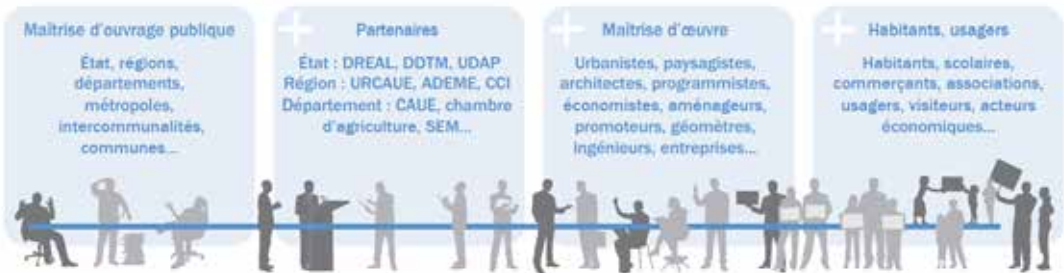 Maîtrise d'ouvrage publique
État, régions,
départements,
métropoles,
intercommunalités,
communes...
Partenaires
État : DREAL, DDTM, UDAP
Région : URCAUE, ADEME, CCI
Département : CAUE, chambre
d'agriculture, SEM...
Maîtrise d'œuvre
Urbanistes, paysagistes,
architectes, programmistes,
économistes, aménageurs,
promoteurs, géomètres,
ingénieurs, entreprises...
Habitants, usagers
Habitants, scolaires,
commerçants, associations,
usagers, visiteurs, acteurs
économiques...